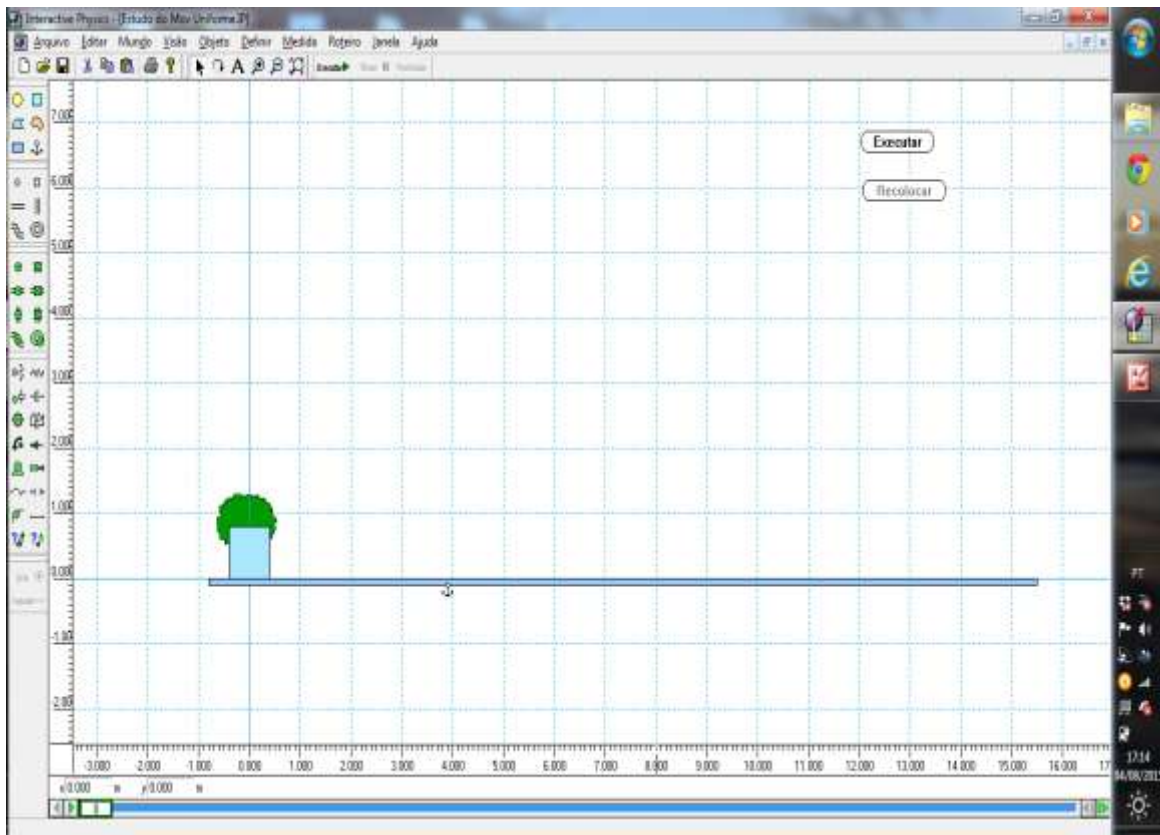 Interactive Physics - [Estudo do Mov Uniforme.IP]
Arquivo Editar Mundo Visão Objeto Definir Medida Roteiro Janela Ajuda
A
Executar
Recolocar
7.000
6.000
5.000
4.000
3.000
2.000
1.000
0.000
-1.000
-2.000
-3.000 -2.000 -1.000 0.000 1.000 2.000 3.000 4.000 5.000 6.000 7.000 8.000 9.000 10.000 11.000 12.000 13.000 14.000 15.000 16.000 17
x 0.000 m y 0.000 m
PT
17:14